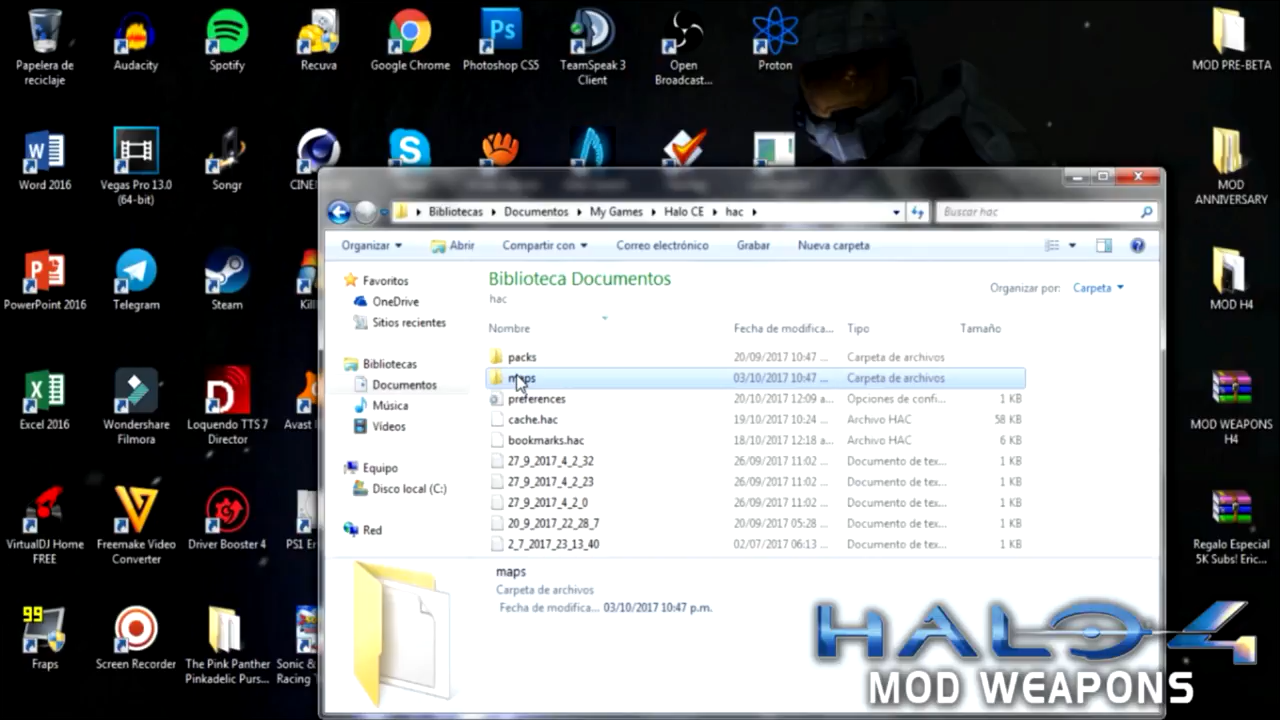 Papelera de
reciclaje
Audacity
Spotify
Recuva
Google Chrome
Photoshop CS5
TeamSpeak 3
Client
Open
Broadcast...
Proton
MOD PRE-BETA
Word 2016
Vegas Pro 13.0
(64-bit)
Songr
MOD
ANNIVERSARY
PowerPoint 2016
Telegram
Steam
MOD H4
Excel 2016
Wondershare
Filmora
Loquendo TTS 7
Director
MOD WEAPONS
H4
VirtualDJ Home
FREE
Freemake Video
Converter
Driver Booster 4
Regalo Especial
5K Subs! Eric...
99
Fraps
Screen Recorder
The Pink Panther
Pinkadelic Purs...
Bibliotecas
Documentos
My Games
Halo CE
hac
Buscar hac
Organizar
Abrir
Compartir con
Correo electrónico
Grabar
Nueva carpeta
Favoritos
OneDrive
Sitios recientes
Bibliotecas
Documentos
Música
Vídeos
Equipo
Disco local (C:)
Red
Biblioteca Documentos
hac
Organizar por: Carpeta
Nombre Fecha de modifica... Tipo Tamaño
packs 20/09/2017 10:47 ... Carpeta de archivos
maps 03/10/2017 10:47 ... Carpeta de archivos
preferences 20/10/2017 12:09 a... Opciones de confi... 1 KB
cache.hac 19/10/2017 10:24 ... Archivo HAC 58 KB
bookmarks.hac 18/10/2017 12:18 a... Archivo HAC 6 KB
27_9_2017_4_2_32 26/09/2017 11:02 ... Documento de tex... 1 KB
27_9_2017_4_2_23 26/09/2017 11:02 ... Documento de tex... 1 KB
27_9_2017_4_2_0 26/09/2017 11:02 ... Documento de tex... 1 KB
20_9_2017_22_28_7 20/09/2017 05:28 ... Documento de tex... 1 KB
2_7_2017_23_13_40 02/07/2017 06:13 ... Documento de tex... 1 KB
maps
Carpeta de archivos
Fecha de modifica... 03/10/2017 10:47 p.m.
HALO 4
MOD WEAPONS